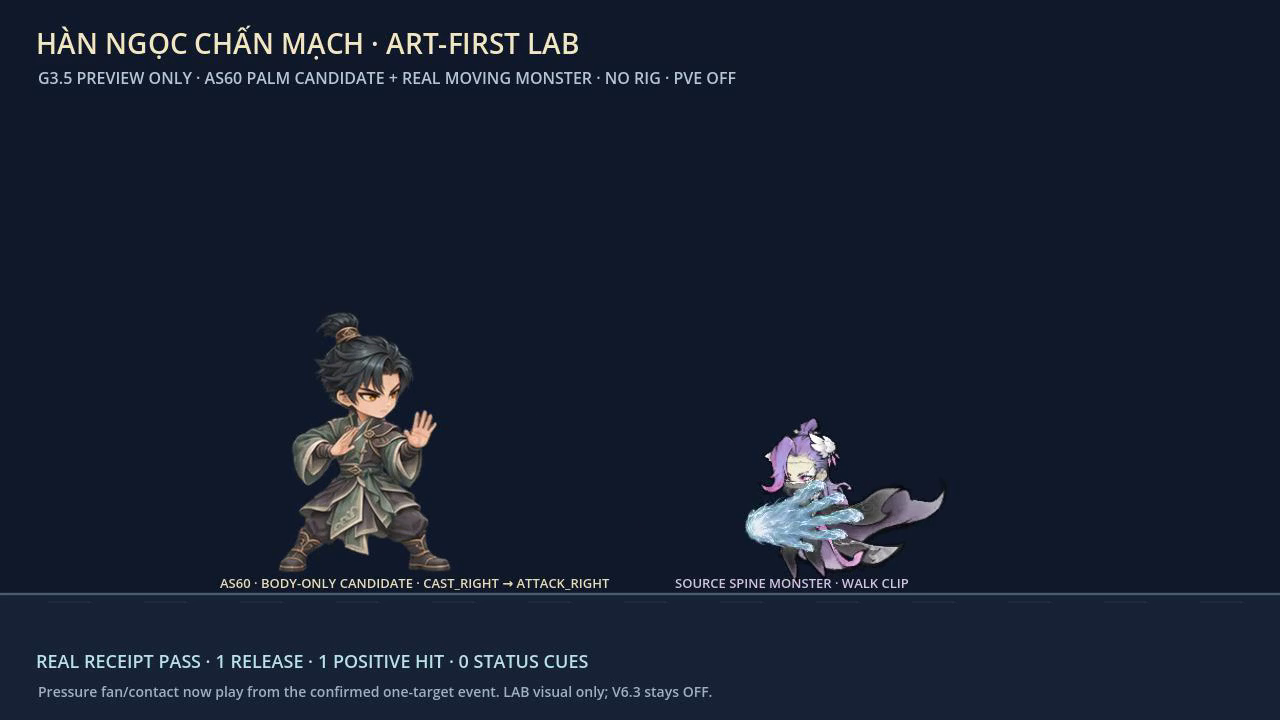 HÀN NGỌC CHẤN MẠCH · ART-FIRST LAB
G3.5 PREVIEW ONLY · AS60 PALM CANDIDATE + REAL MOVING MONSTER · NO RIG · PVE OFF
AS60 · BODY-ONLY CANDIDATE · CAST_RIGHT → ATTACK_RIGHT
SOURCE SPINE MONSTER · WALK CLIP
REAL RECEIPT PASS · 1 RELEASE · 1 POSITIVE HIT · 0 STATUS CUES
Pressure fan/contact now play from the confirmed one-target event. LAB visual only; V6.3 stays OFF.